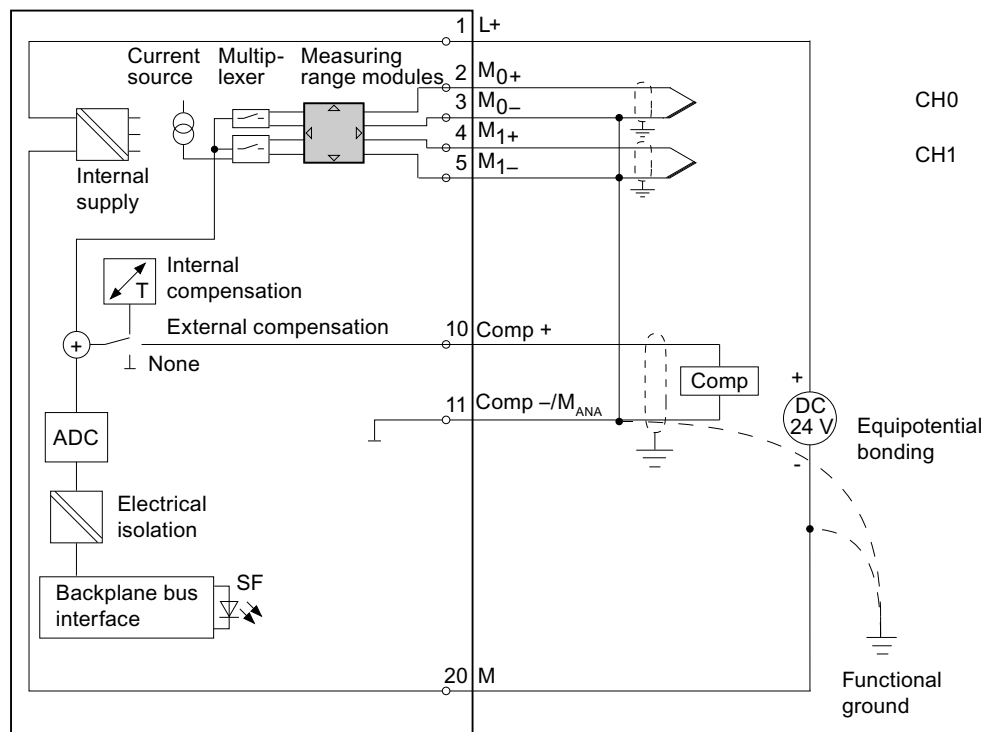 1 L+
Current source
Multip-lexer
Measuring range modules
2 M0+
3 M0–
4 M1+
5 M1–
CH0
CH1
Internal supply
T
Internal compensation
External compensation
10 Comp +
+
None
Comp
11 Comp –/MANA
+
DC 24 V
-
Equipotential bonding
ADC
Electrical isolation
Backplane bus interface
SF
20 M
Functional ground